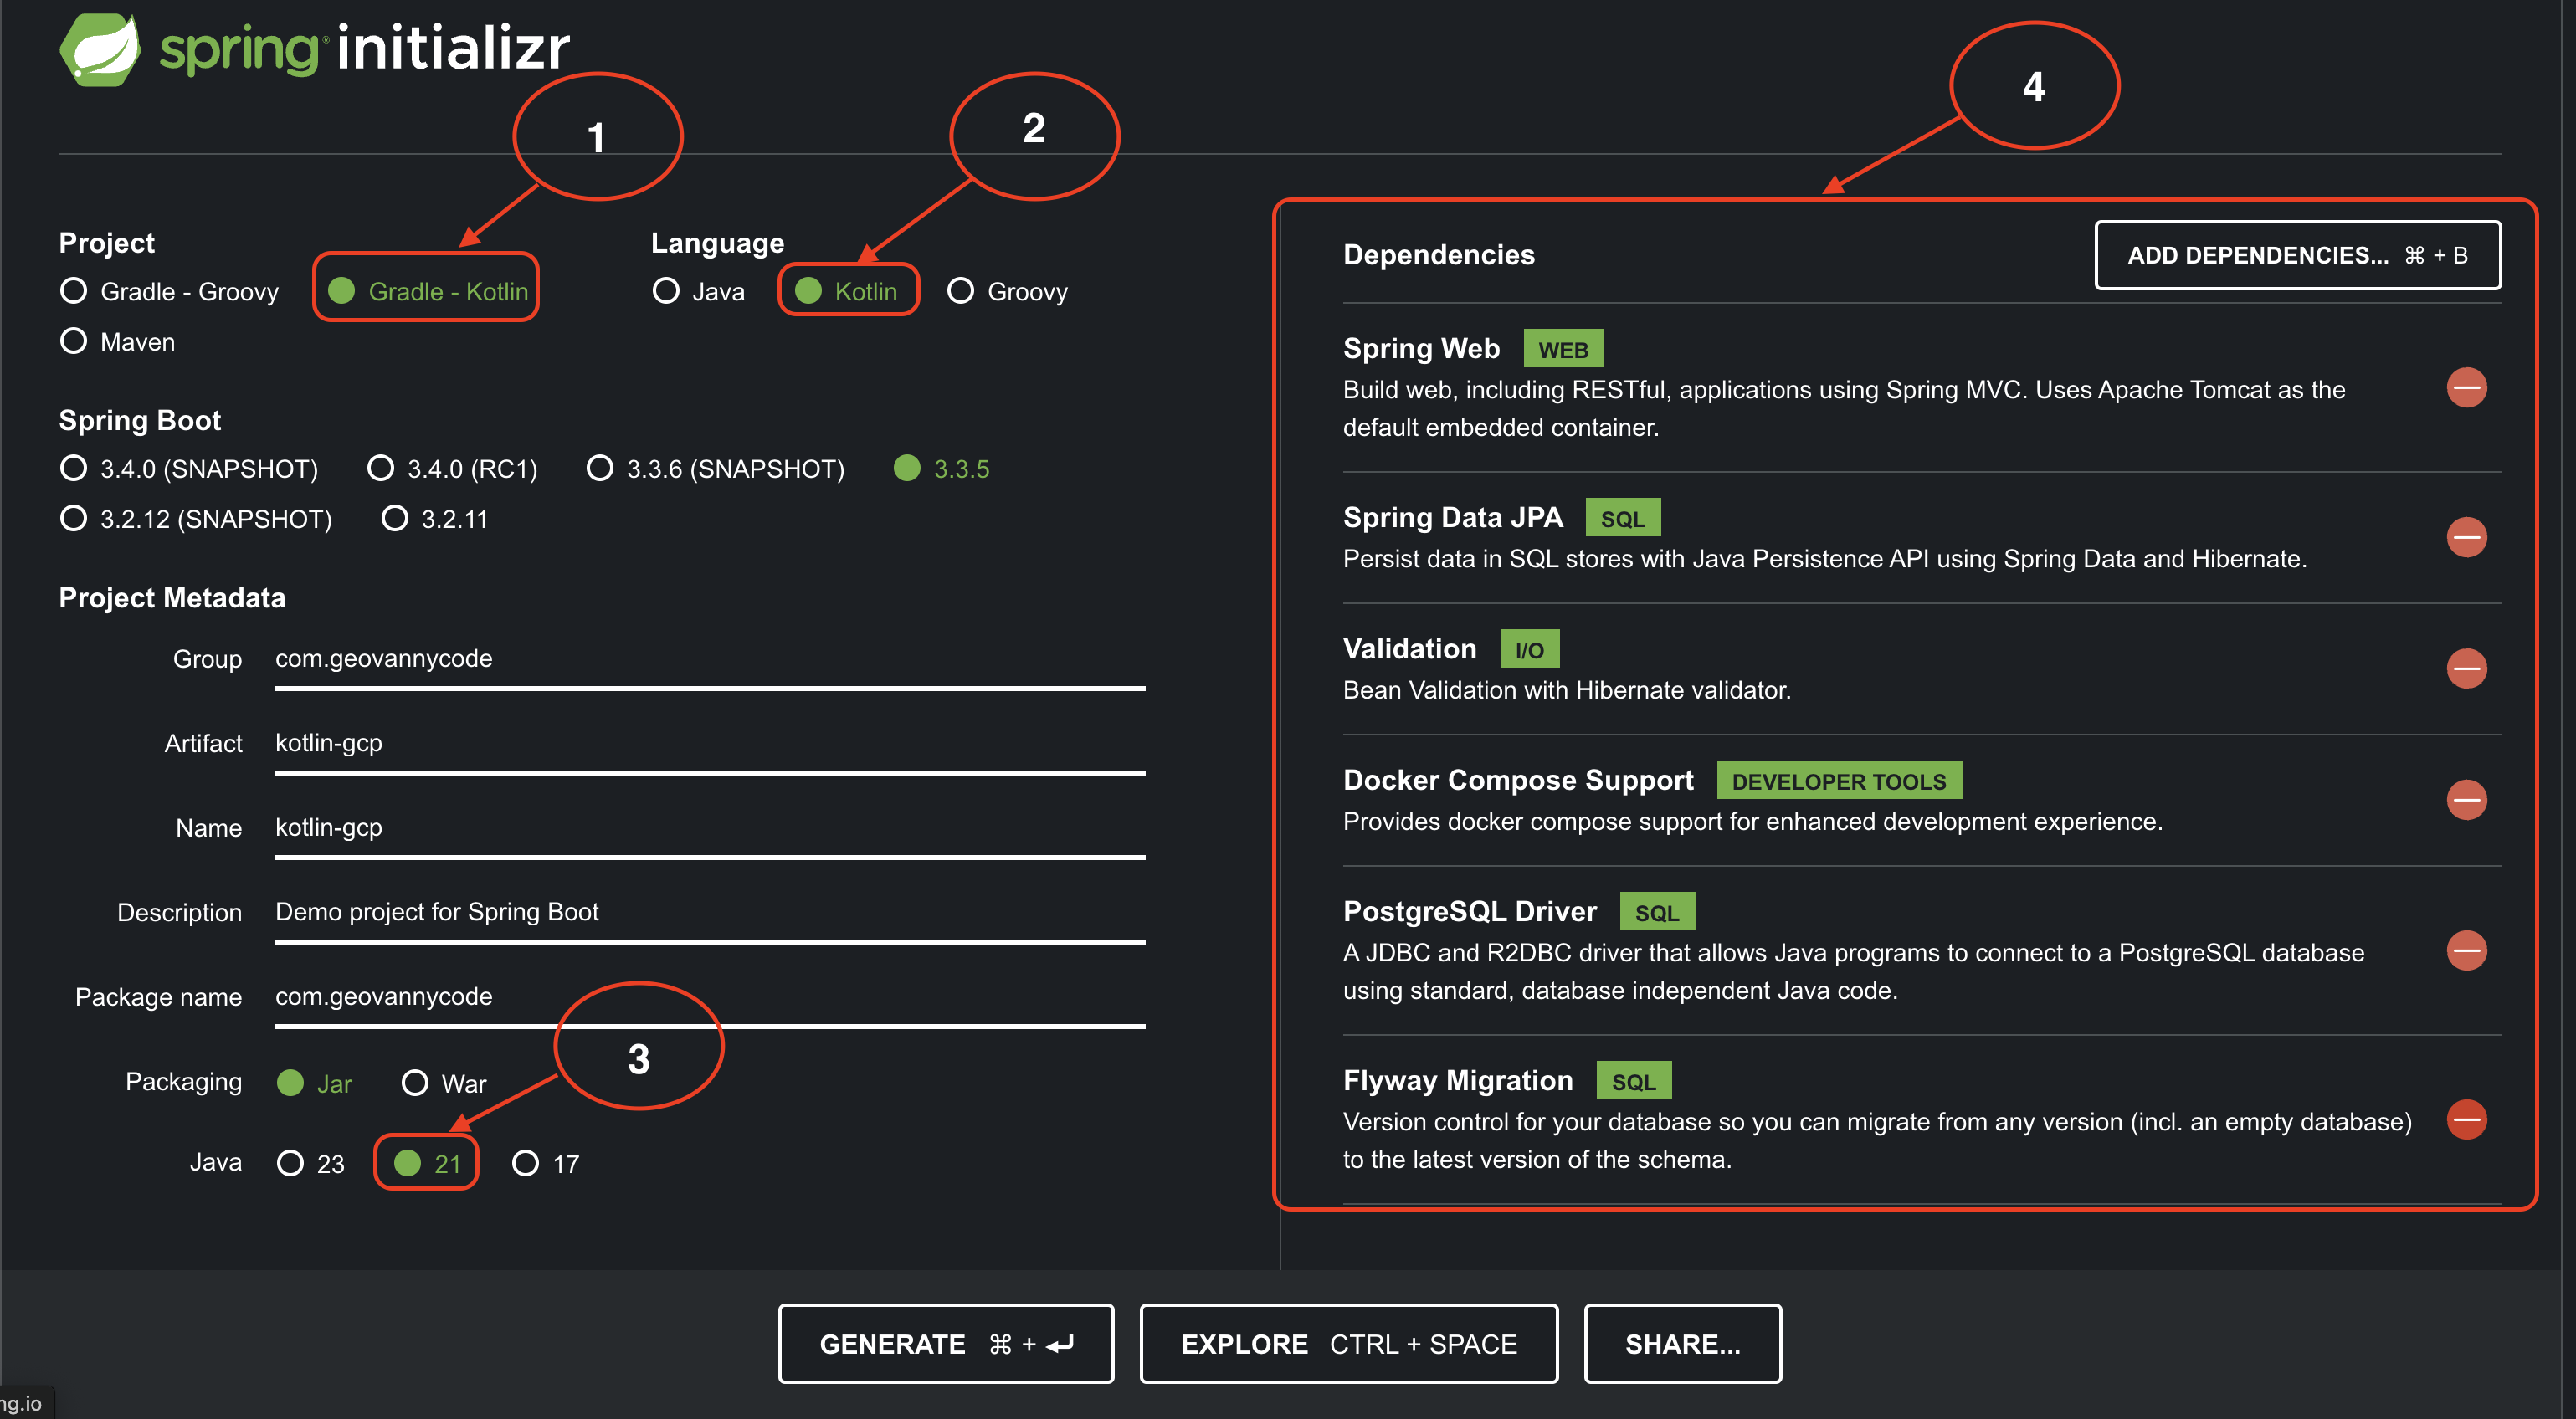 spring initializr
1
2
4
Project
Gradle - Groovy
Gradle - Kotlin
Maven
Language
Java
Kotlin
Groovy
Spring Boot
3.4.0 (SNAPSHOT)
3.4.0 (RC1)
3.3.6 (SNAPSHOT)
3.3.5
3.2.12 (SNAPSHOT)
3.2.11
Project Metadata
Group com.geovannycode
Artifact kotlin-gcp
Name kotlin-gcp
Description Demo project for Spring Boot
Package name com.geovannycode
3
Packaging Jar War
Java 23 21 17
Dependencies
ADD DEPENDENCIES... ⌘ + B
Spring Web WEB
Build web, including RESTful, applications using Spring MVC. Uses Apache Tomcat as the
default embedded container.
Spring Data JPA SQL
Persist data in SQL stores with Java Persistence API using Spring Data and Hibernate.
Validation I/O
Bean Validation with Hibernate validator.
Docker Compose Support DEVELOPER TOOLS
Provides docker compose support for enhanced development experience.
PostgreSQL Driver SQL
A JDBC and R2DBC driver that allows Java programs to connect to a PostgreSQL database
using standard, database independent Java code.
Flyway Migration SQL
Version control for your database so you can migrate from any version (incl. an empty database)
to the latest version of the schema.
GENERATE ⌘ + ⏎
EXPLORE CTRL + SPACE
SHARE...
ng.io